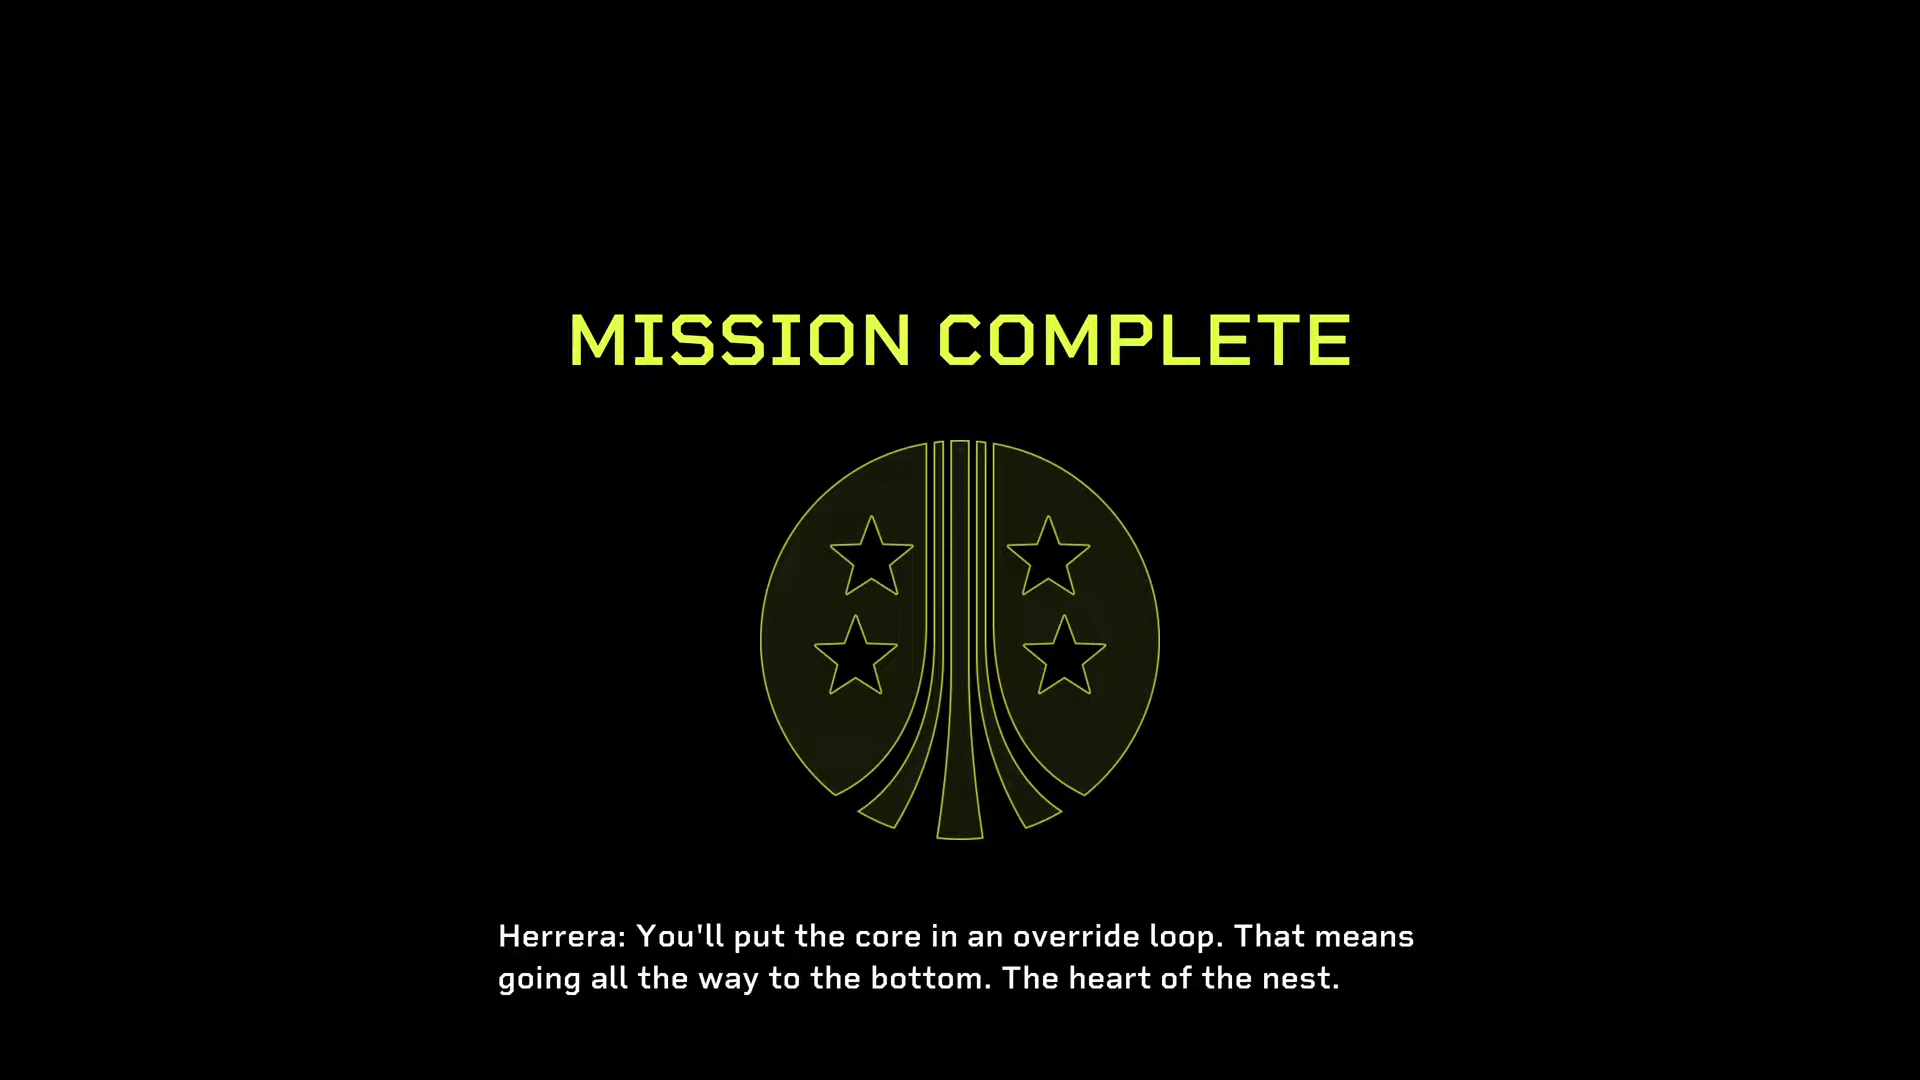 MISSION COMPLETE
Herrera: You'll put the core in an override loop. That means
going all the way to the bottom. The heart of the nest.